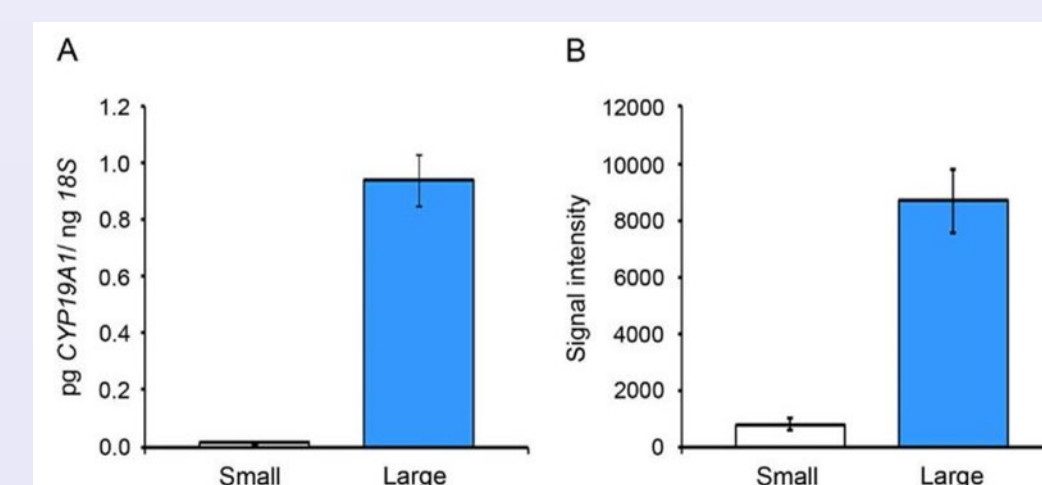 A
pg CYP19A1/ ng 18S
1.2
1.0
0.8
0.6
0.4
0.2
0.0
Small
Large
B
Signal intensity
12000
10000
8000
6000
4000
2000
0
Small
Large